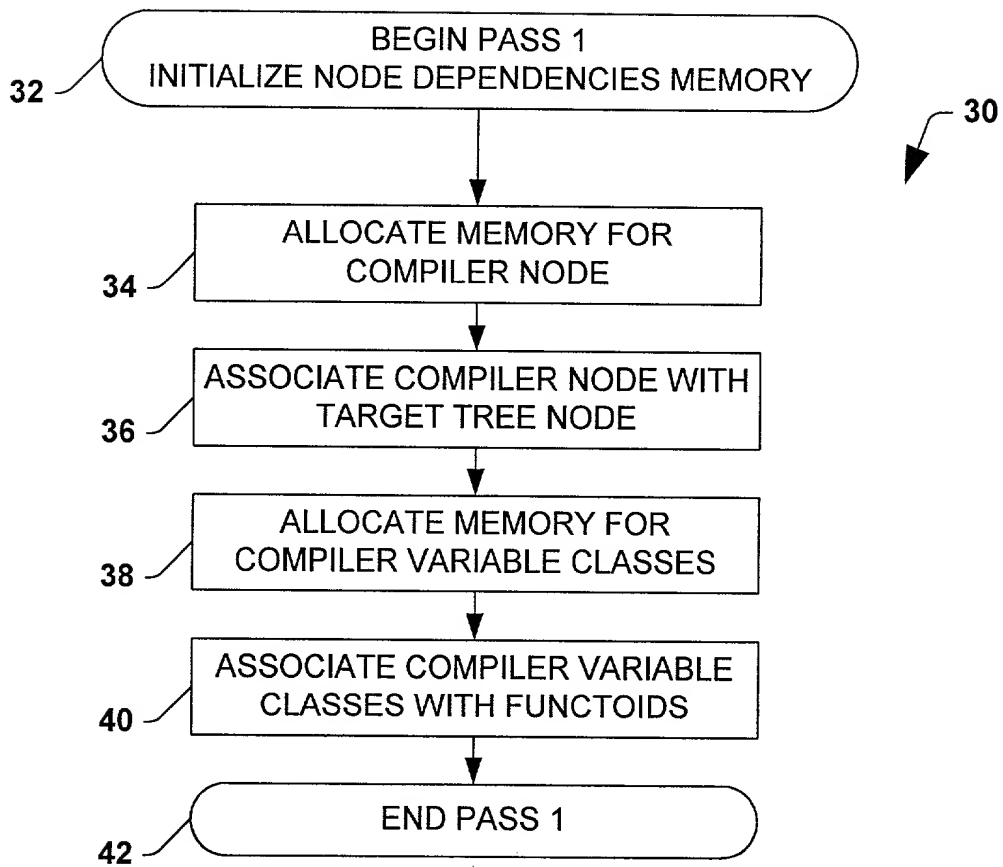 BEGIN PASS 1
INITIALIZE NODE DEPENDENCIES MEMORY
32
30
ALLOCATE MEMORY FOR
COMPILER NODE
34
ASSOCIATE COMPILER NODE WITH
TARGET TREE NODE
36
ALLOCATE MEMORY FOR
COMPILER VARIABLE CLASSES
38
ASSOCIATE COMPILER VARIABLE
CLASSES WITH FUNCTOIDS
40
END PASS 1
42